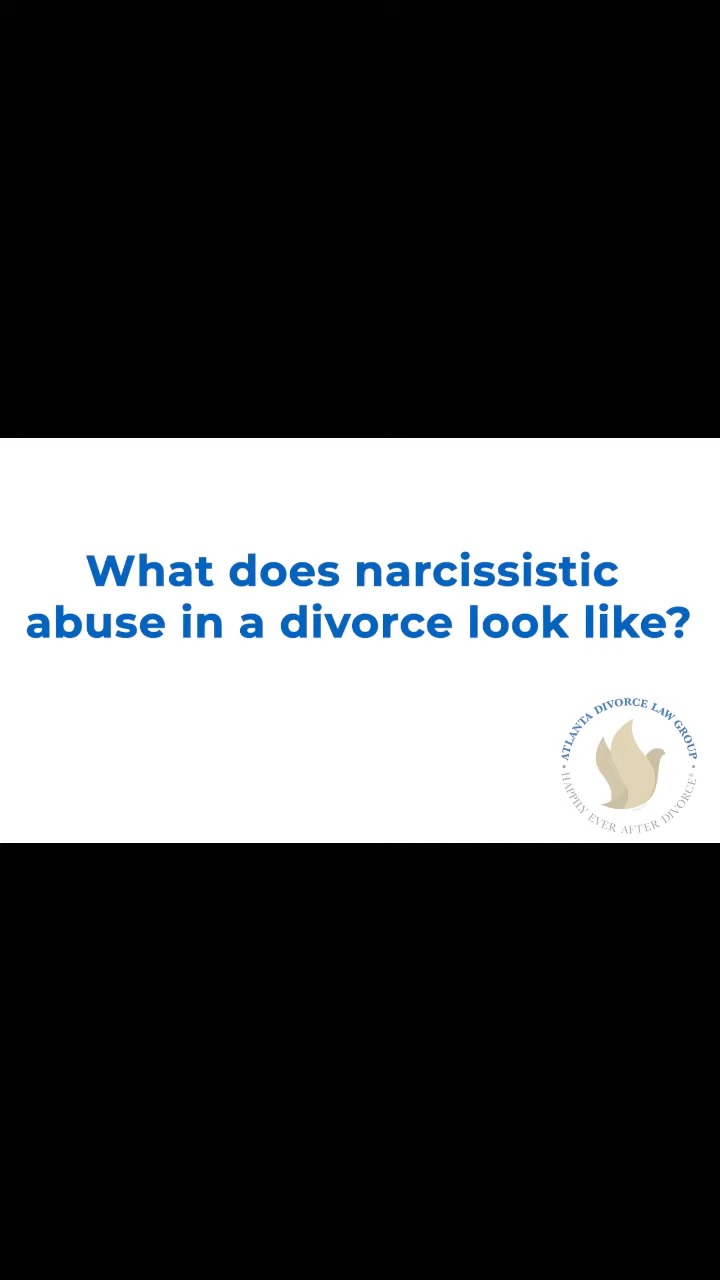 What does narcissistic
abuse in a divorce look like?
• ATLANTA DIVORCE LAW GROUP •
HAPPILY EVER AFTER DIVORCE®